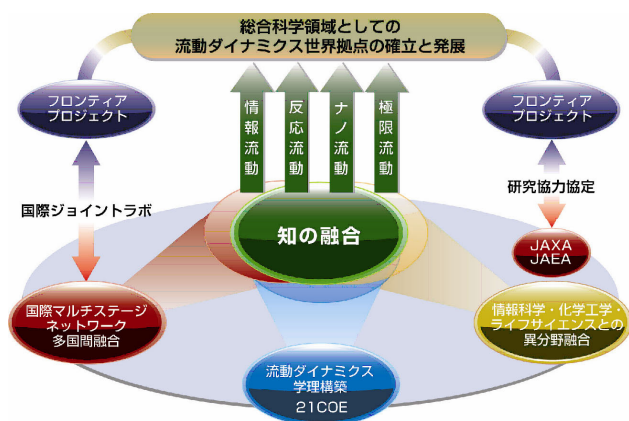 総合科学領域としての
流動ダイナミクス世界拠点の確立と発展
フロンティア
プロジェクト
情報流動
反応流動
ナノ流動
極限流動
フロンティア
プロジェクト
国際ジョイントラボ
研究協力協定
知の融合
JAXA
JAEA
国際マルチステージ
ネットワーク
多国間融合
情報科学・化学工学・
ライフサイエンスとの
異分野融合
流動ダイナミクス
学理構築
21COE